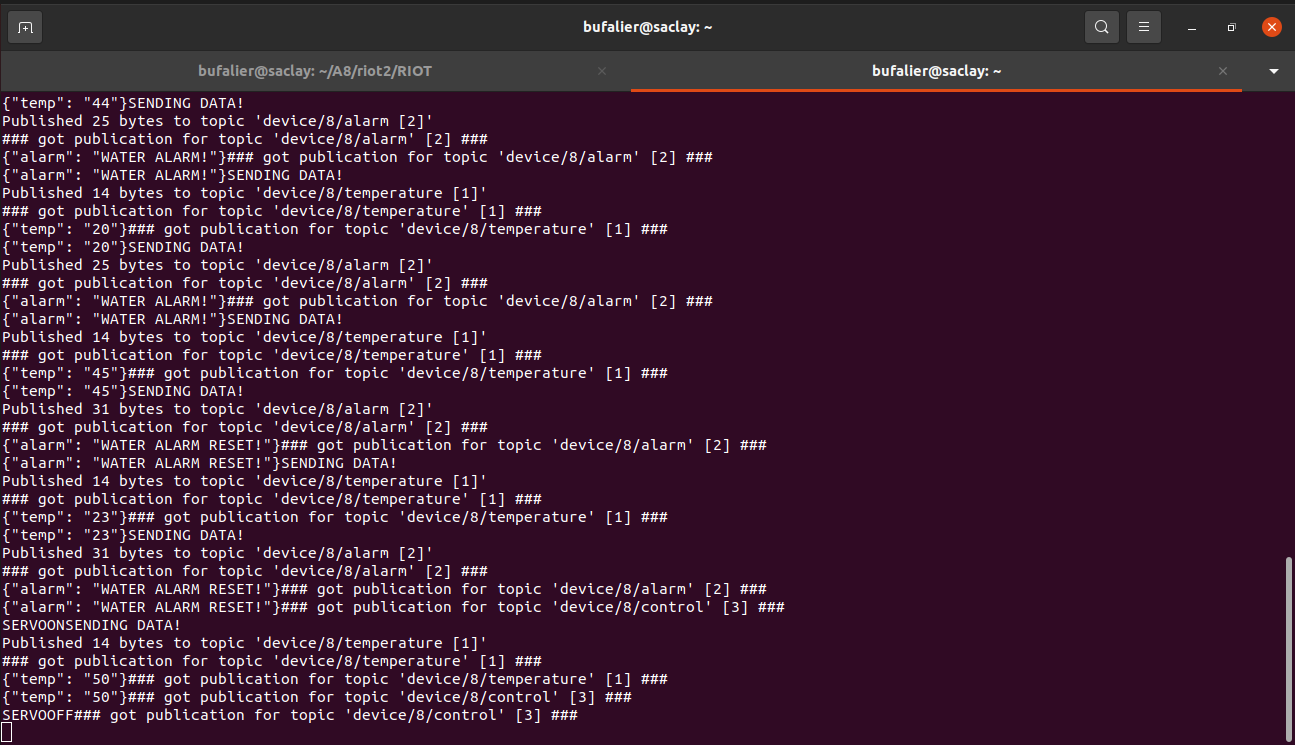 bufalier@saclay: ~
bufalier@saclay: ~/A8/riot2/RIOT
bufalier@saclay: ~
{"temp": "44"}SENDING DATA!
Published 25 bytes to topic 'device/8/alarm [2]'
### got publication for topic 'device/8/alarm' [2] ###
{"alarm": "WATER ALARM!"}### got publication for topic 'device/8/alarm' [2] ###
{"alarm": "WATER ALARM!"}SENDING DATA!
Published 14 bytes to topic 'device/8/temperature [1]'
### got publication for topic 'device/8/temperature' [1] ###
{"temp": "20"}### got publication for topic 'device/8/temperature' [1] ###
{"temp": "20"}SENDING DATA!
Published 25 bytes to topic 'device/8/alarm [2]'
### got publication for topic 'device/8/alarm' [2] ###
{"alarm": "WATER ALARM!"}### got publication for topic 'device/8/alarm' [2] ###
{"alarm": "WATER ALARM!"}SENDING DATA!
Published 14 bytes to topic 'device/8/temperature [1]'
### got publication for topic 'device/8/temperature' [1] ###
{"temp": "45"}### got publication for topic 'device/8/temperature' [1] ###
{"temp": "45"}SENDING DATA!
Published 31 bytes to topic 'device/8/alarm [2]'
### got publication for topic 'device/8/alarm' [2] ###
{"alarm": "WATER ALARM RESET!"}### got publication for topic 'device/8/alarm' [2] ###
{"alarm": "WATER ALARM RESET!"}SENDING DATA!
Published 14 bytes to topic 'device/8/temperature [1]'
### got publication for topic 'device/8/temperature' [1] ###
{"temp": "23"}### got publication for topic 'device/8/temperature' [1] ###
{"temp": "23"}SENDING DATA!
Published 31 bytes to topic 'device/8/alarm [2]'
### got publication for topic 'device/8/alarm' [2] ###
{"alarm": "WATER ALARM RESET!"}### got publication for topic 'device/8/alarm' [2] ###
{"alarm": "WATER ALARM RESET!"}### got publication for topic 'device/8/control' [3] ###
SERVOONSENDING DATA!
Published 14 bytes to topic 'device/8/temperature [1]'
### got publication for topic 'device/8/temperature' [1] ###
{"temp": "50"}### got publication for topic 'device/8/temperature' [1] ###
{"temp": "50"}### got publication for topic 'device/8/control' [3] ###
SERVOOFF### got publication for topic 'device/8/control' [3] ###